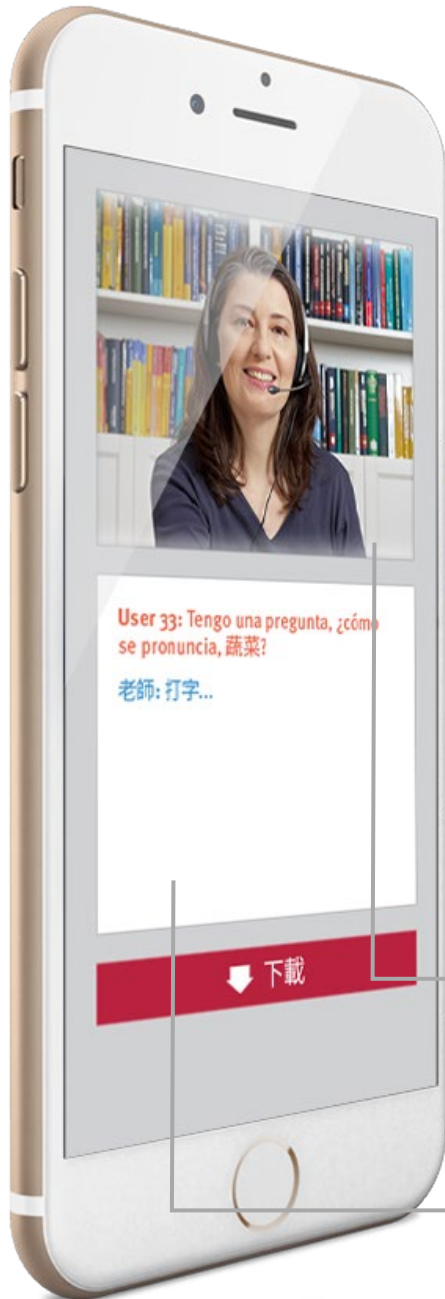 User 33: Tengo una pregunta, ¿cómo
se pronuncia, 蔬菜?
老師: 打字...
下載